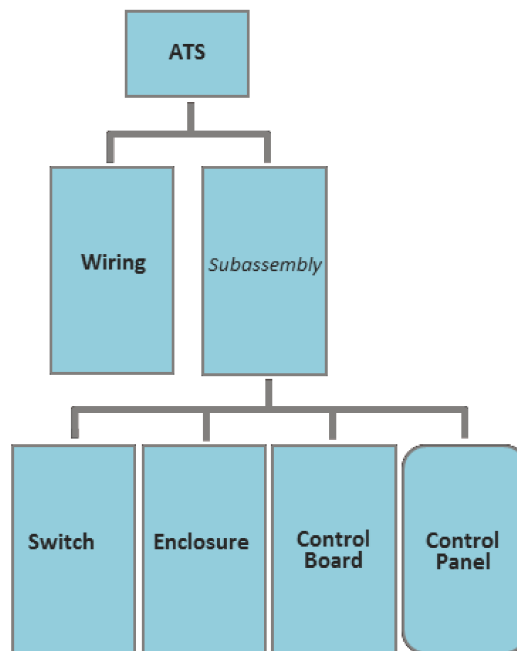 ATS
Wiring
Subassembly
Switch
Enclosure
Control
Board
Control
Panel